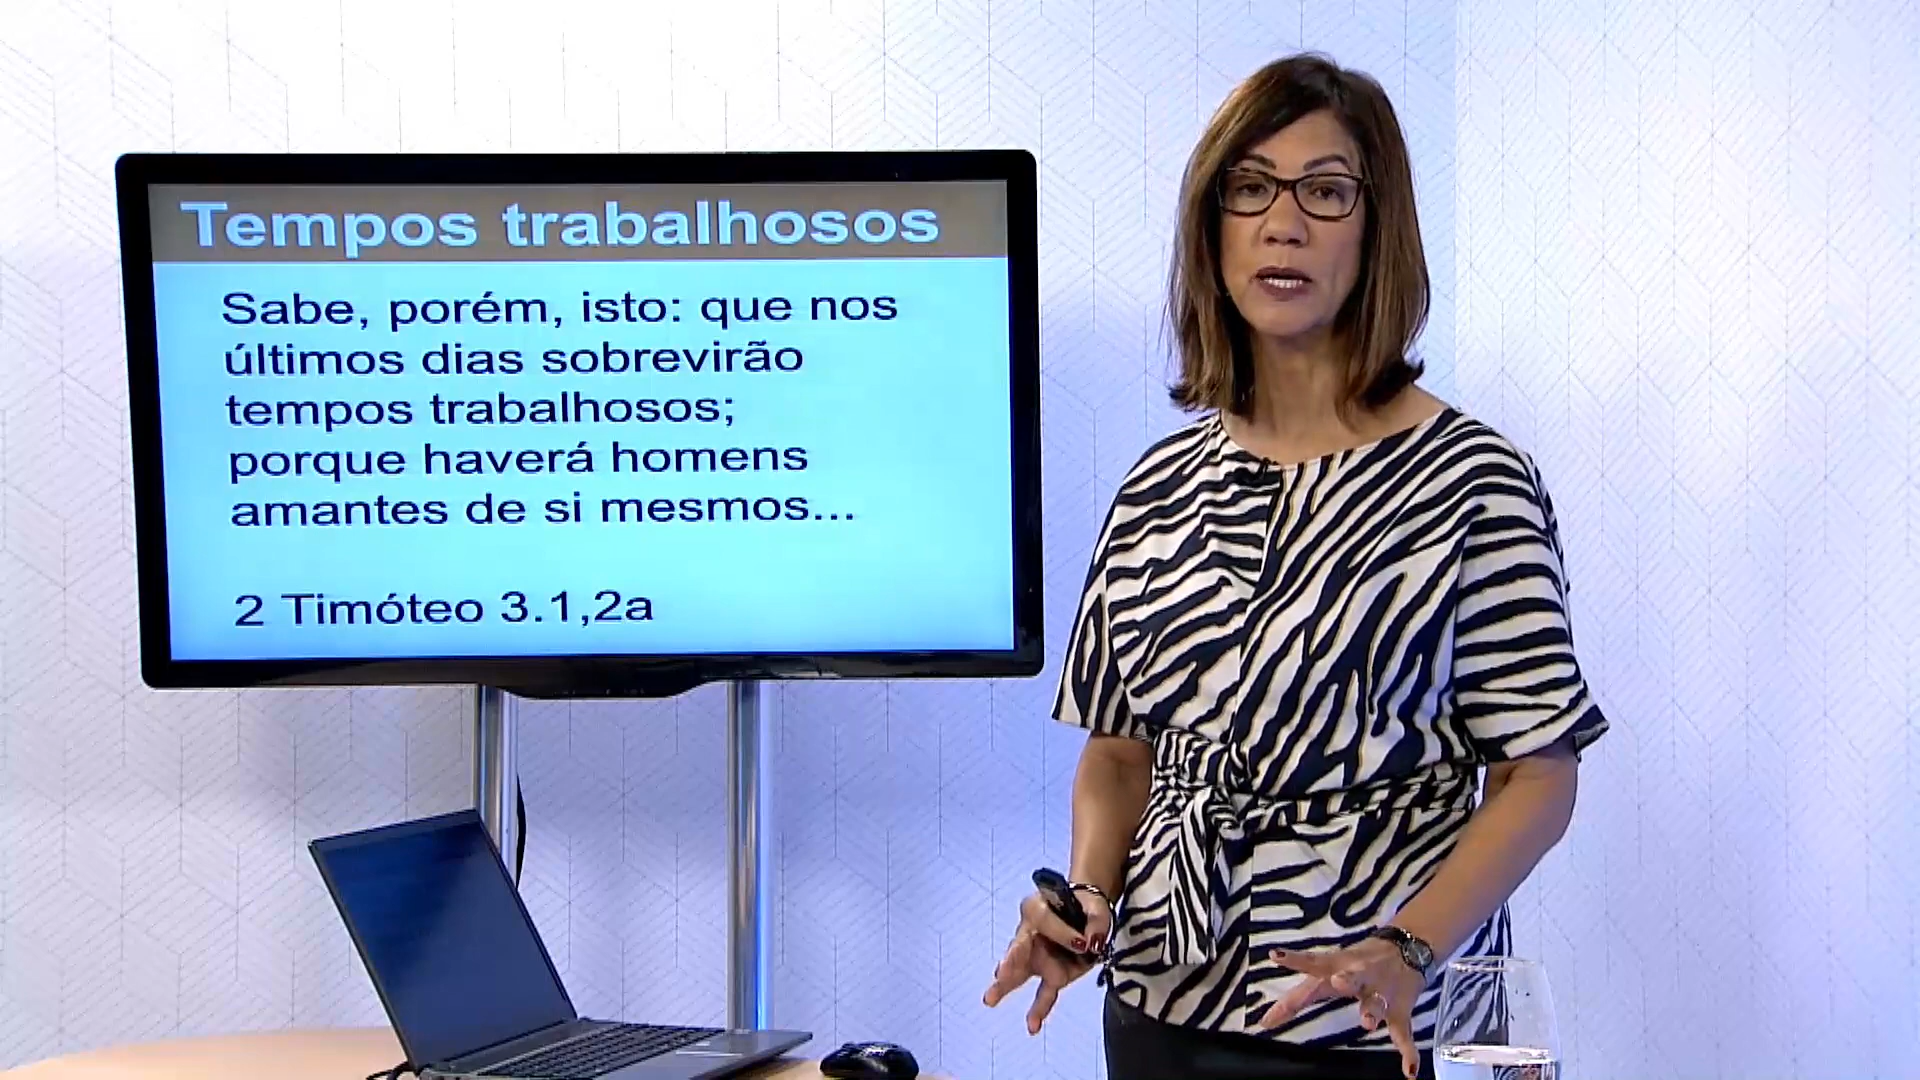 Tempos trabalhosos
Sabe, porém, isto: que nos
últimos dias sobrevirão
tempos trabalhosos;
porque haverá homens
amantes de si mesmos...
2 Timóteo 3.1,2a